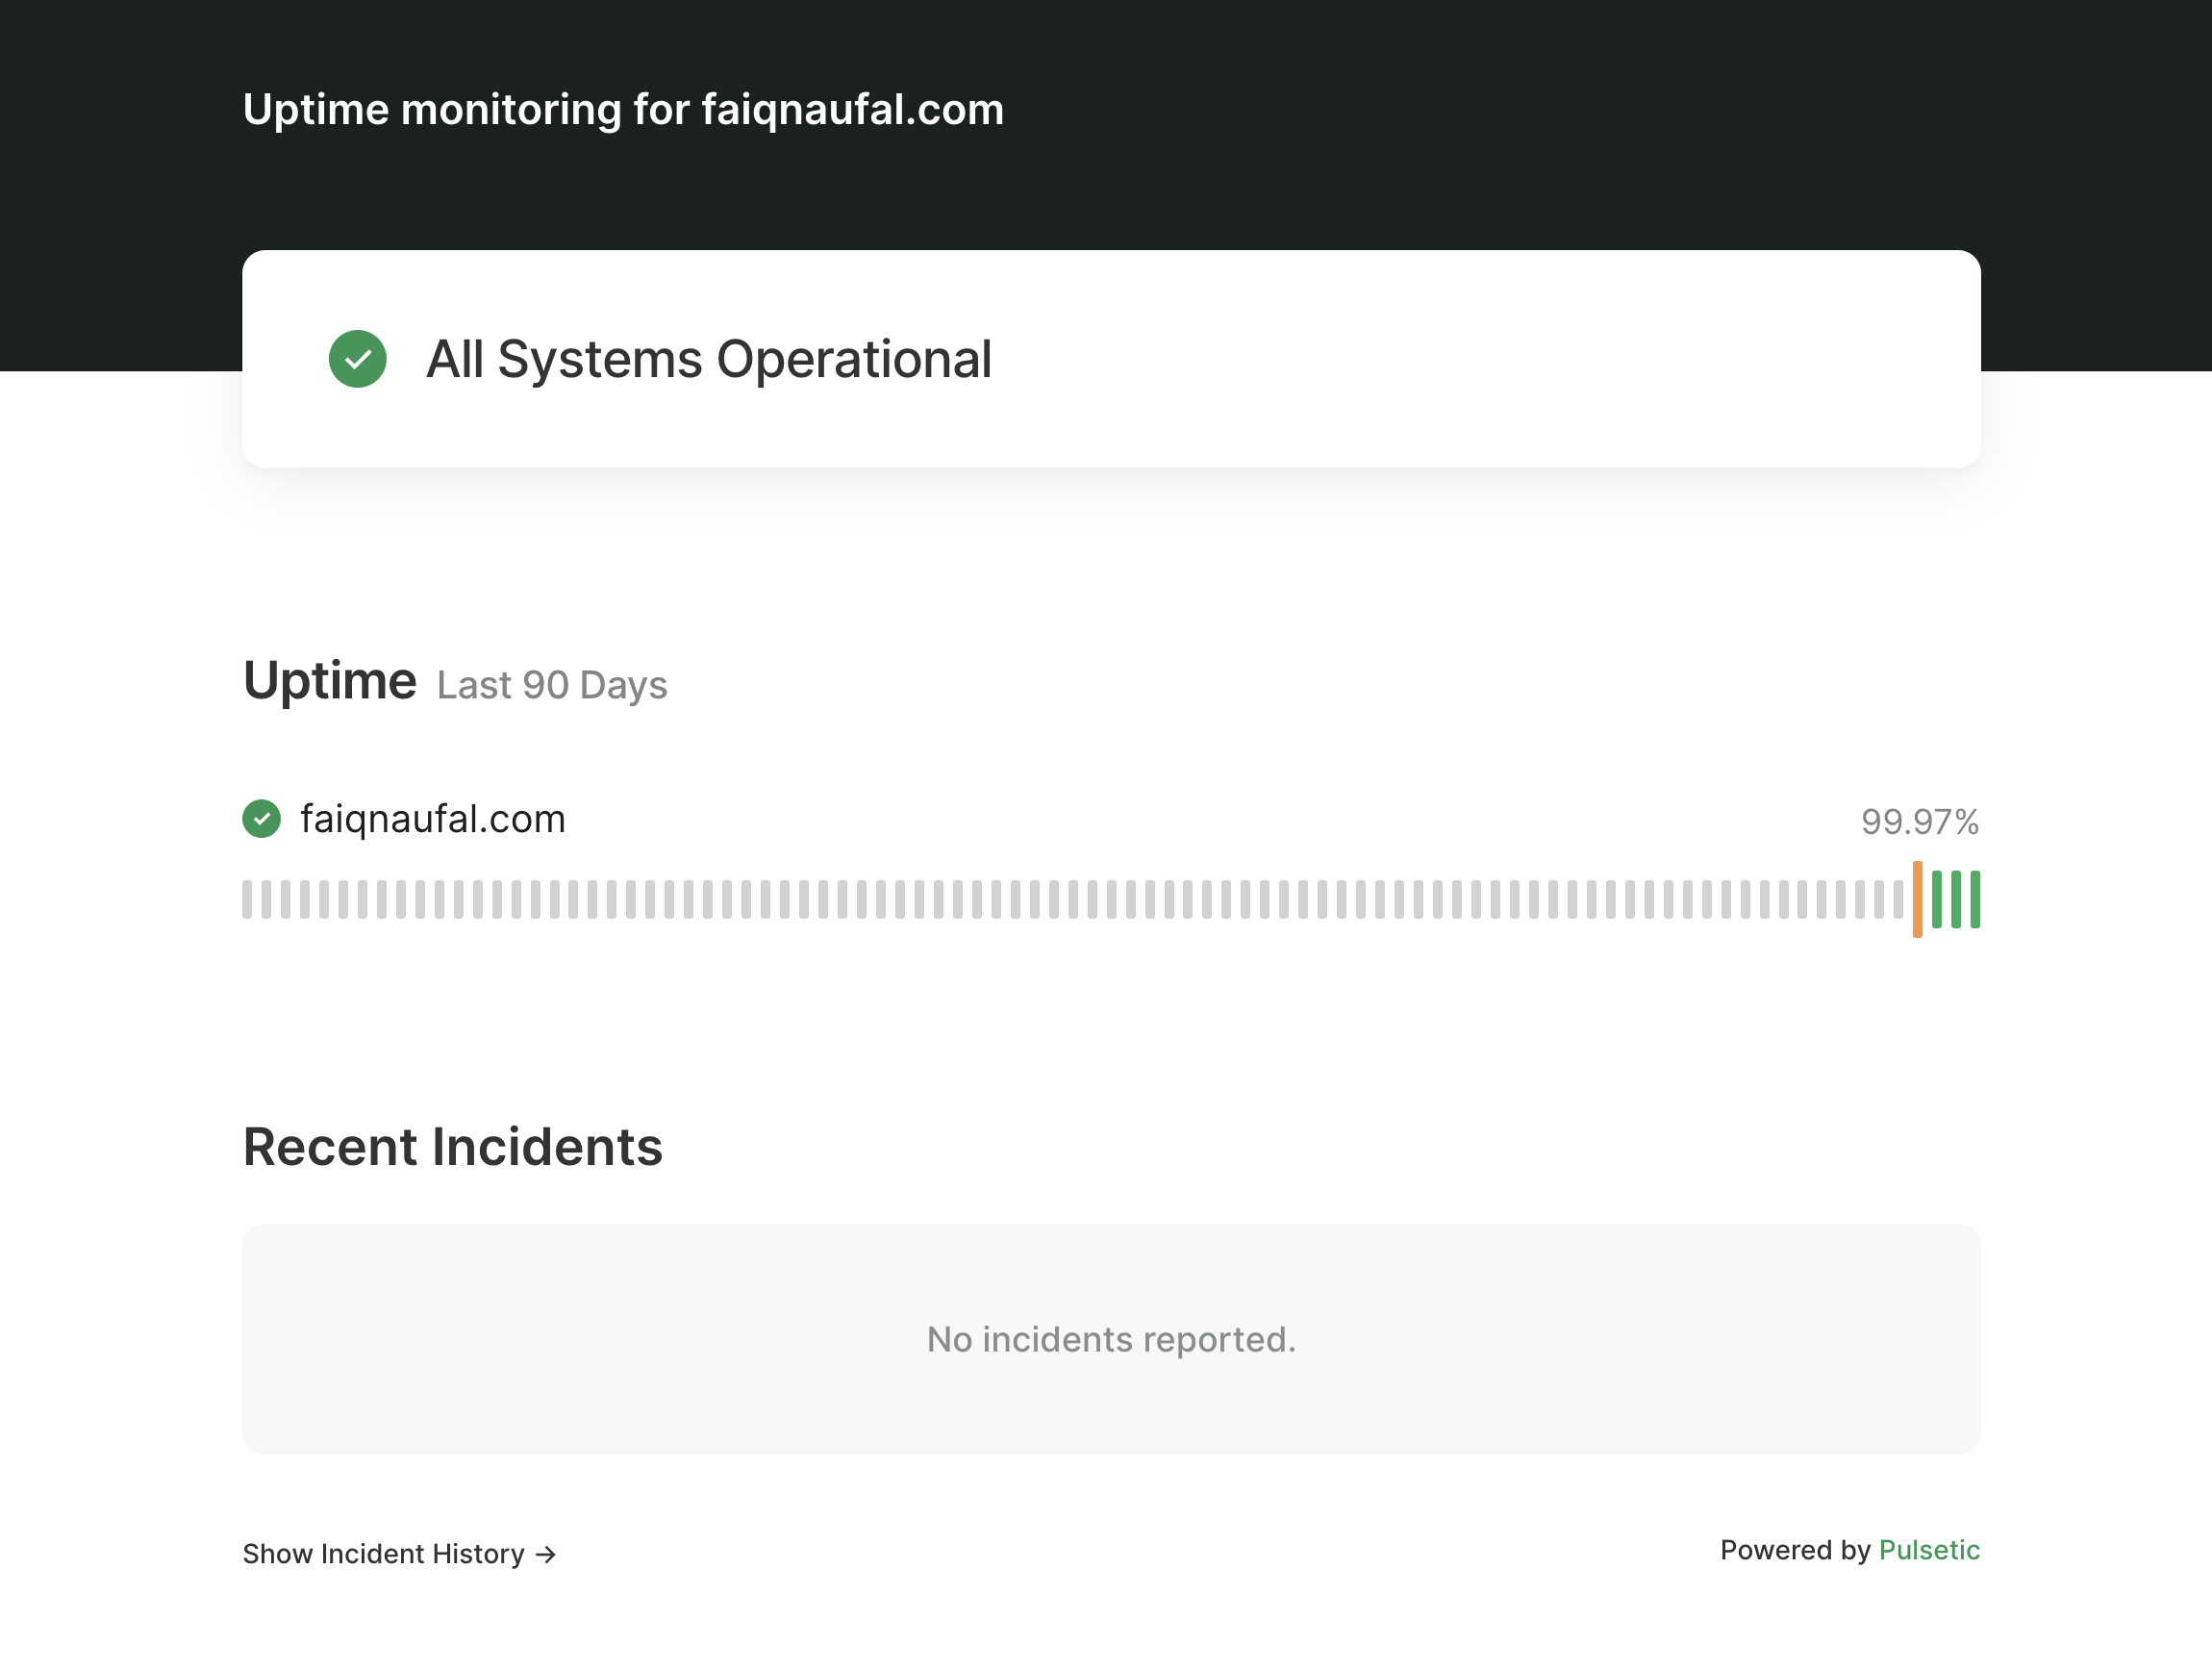 Uptime monitoring for faiqnaufal.com
All Systems Operational
Uptime Last 90 Days
faiqnaufal.com
99.97%
Recent Incidents
No incidents reported.
Show Incident History →
Powered by Pulsetic